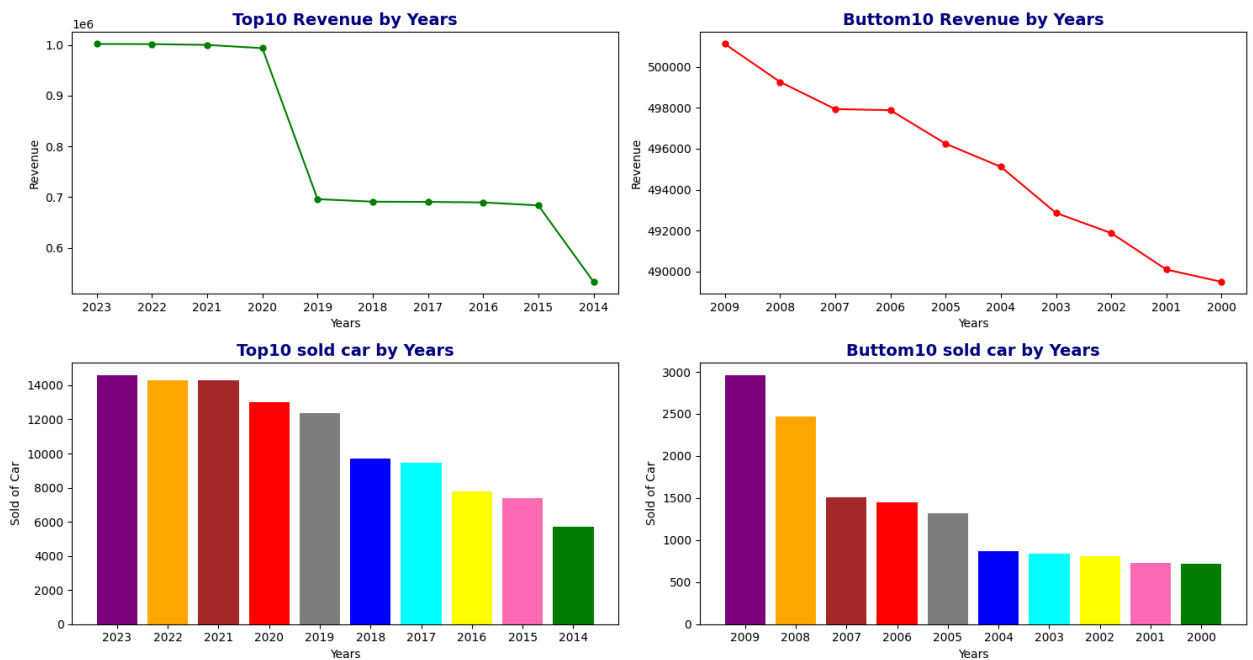 Top10 Revenue by Years
1e6
1.0
0.9
0.8
0.7
0.6
Revenue
2023 2022 2021 2020 2019 2018 2017 2016 2015 2014
Years
Buttom10 Revenue by Years
500000
498000
496000
494000
492000
490000
Revenue
2009 2008 2007 2006 2005 2004 2003 2002 2001 2000
Years
Top10 sold car by Years
14000
12000
10000
8000
6000
4000
2000
0
Sold of Car
2023 2022 2021 2020 2019 2018 2017 2016 2015 2014
Years
Buttom10 sold car by Years
3000
2500
2000
1500
1000
500
0
Sold of Car
2009 2008 2007 2006 2005 2004 2003 2002 2001 2000
Years